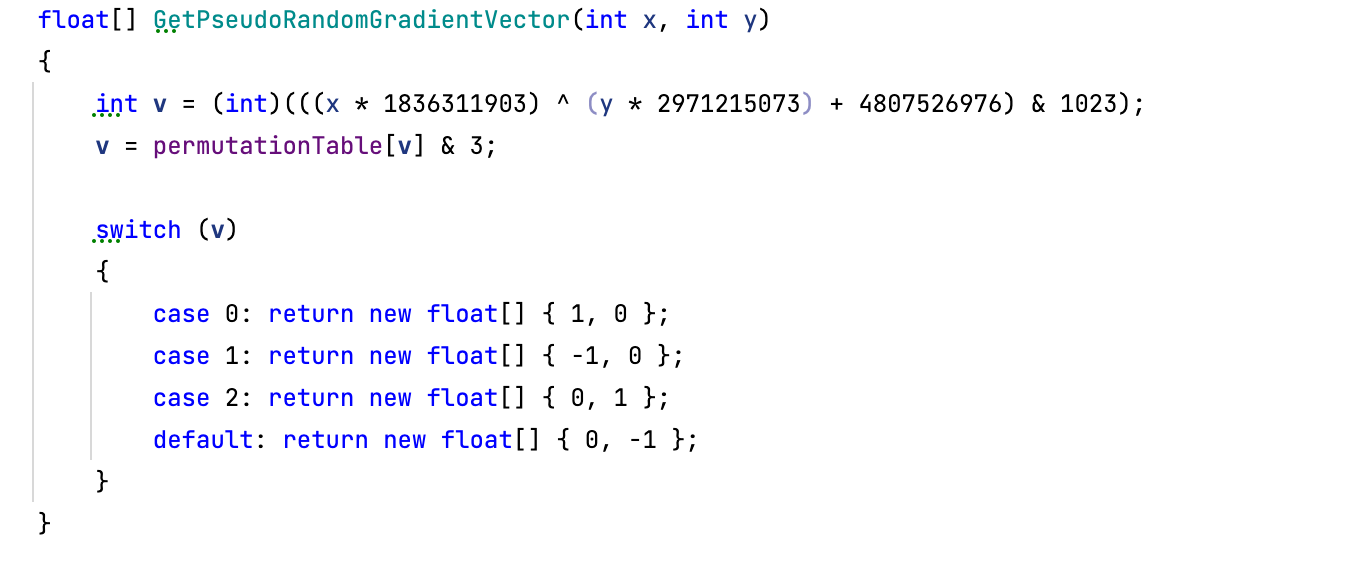 float[] GetPseudoRandomGradientVector(int x, int y)
{
int v = (int)(((x * 1836311903) ^ (y * 2971215073) + 4807526976) & 1023);
v = permutationTable[v] & 3;
switch (v)
{
case 0: return new float[] { 1, 0 };
case 1: return new float[] { -1, 0 };
case 2: return new float[] { 0, 1 };
default: return new float[] { 0, -1 };
}
}